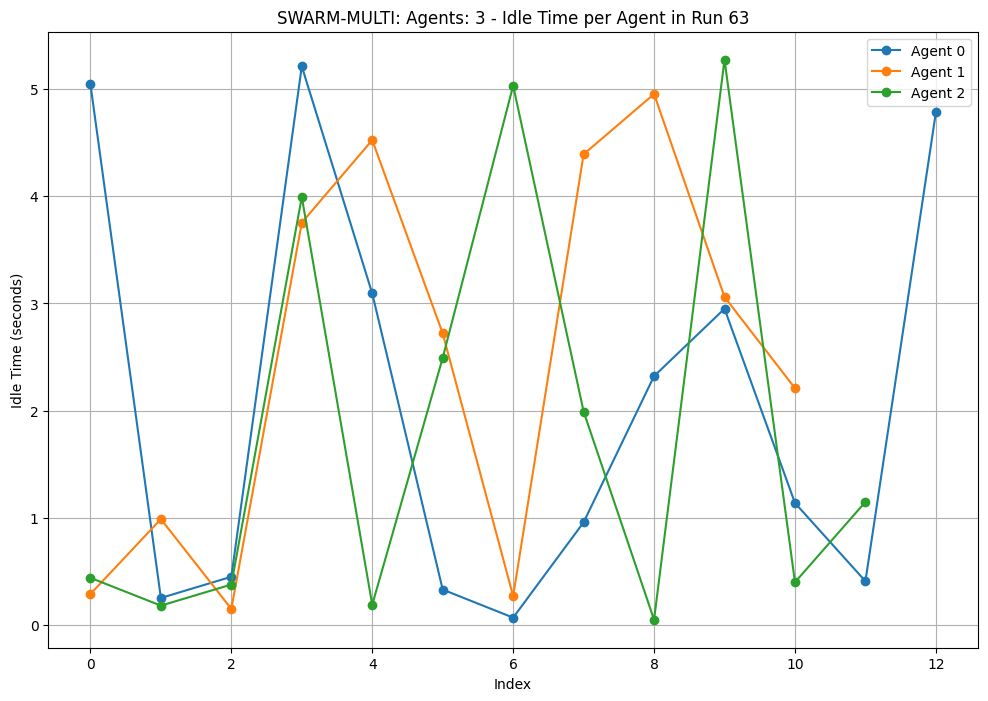 SWARM-MULTI: Agents: 3 - Idle Time per Agent in Run 63
Agent 0
Agent 1
Agent 2
Idle Time (seconds)
5
4
3
2
1
0
0
2
4
6
8
10
12
Index